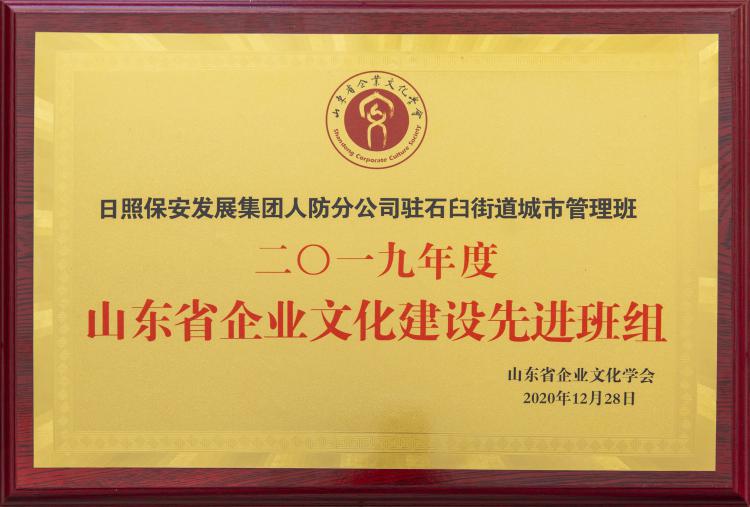 山东省企業文化学會
Shandong Corporate Culture Society
日照保安发展集团人防分公司驻石臼街道城市管理班
二〇一九年度
山东省企业文化建设先进班组
山东省企业文化学会
2020年12月28日